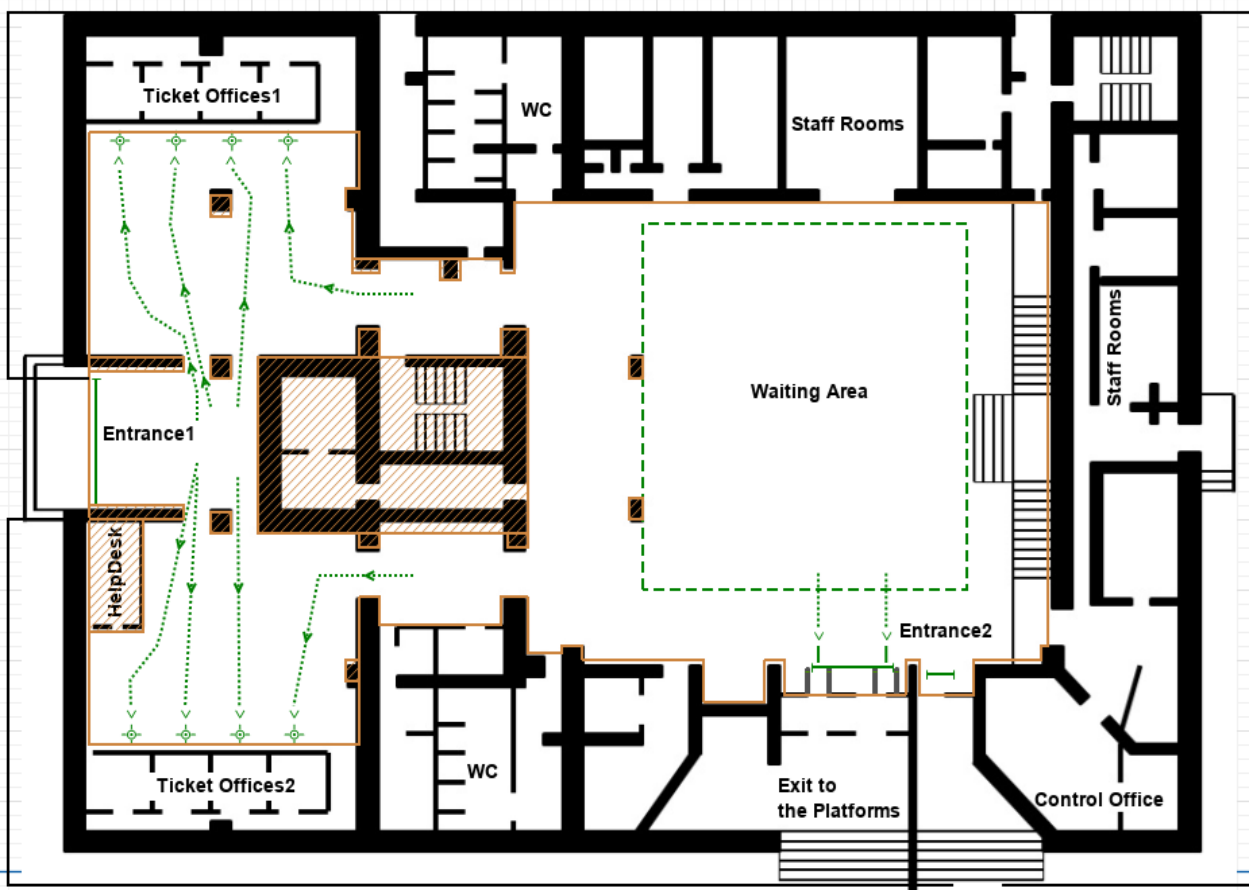 Ticket Offices1
WC
Staff Rooms
Waiting Area
Staff Rooms
Entrance1
HelpDesk
Entrance2
WC
Ticket Offices2
Exit to
the Platforms
Control Office